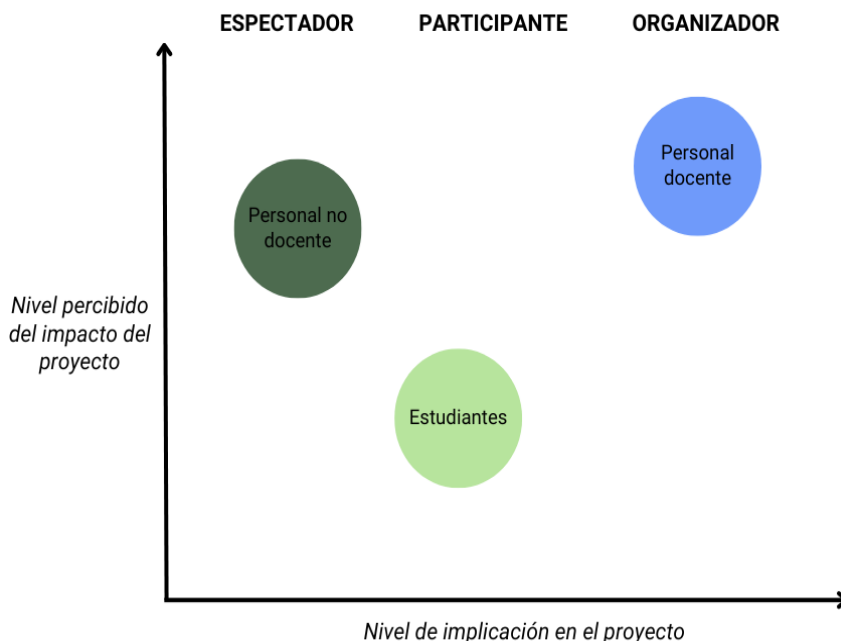 ESPECTADOR PARTICIPANTE ORGANIZADOR
Personal
docente
Personal no
docente
Nivel percibido
del impacto del
proyecto
Estudiantes
Nivel de implicación en el proyecto